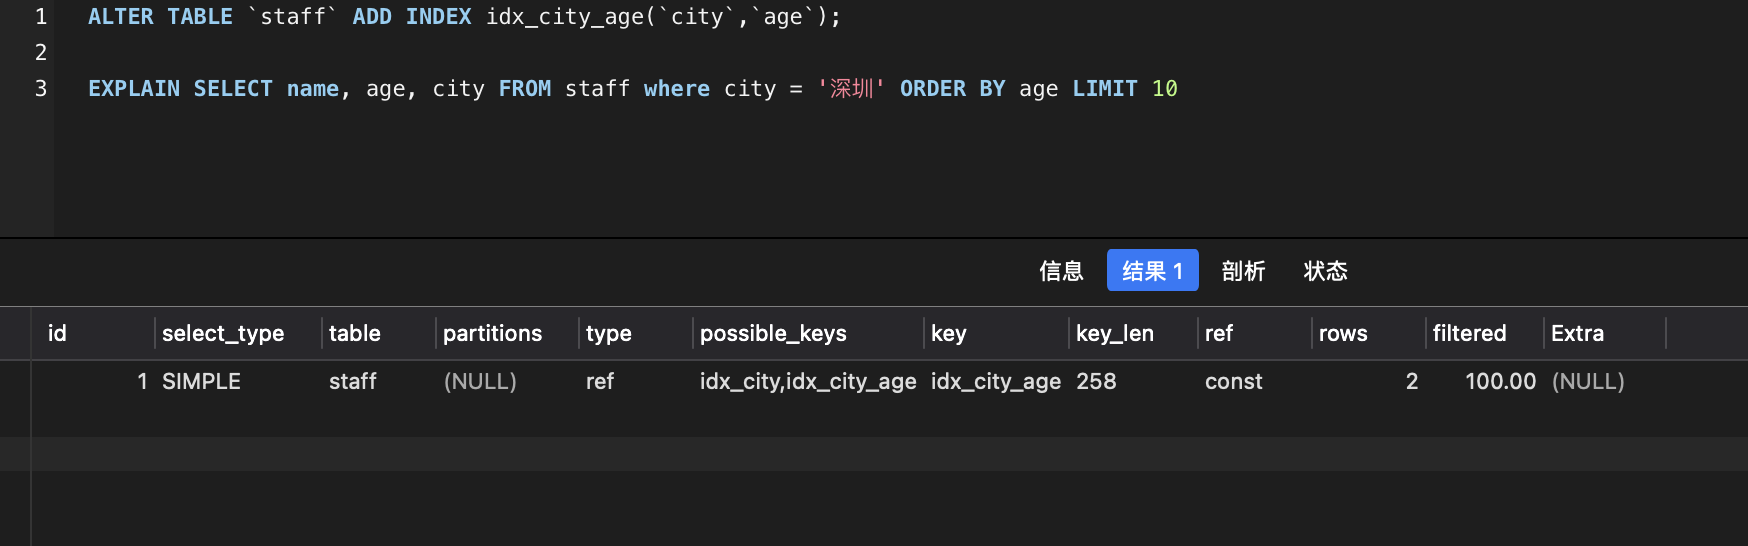 1 ALTER TABLE `staff` ADD INDEX idx_city_age(`city`,`age`);
2
3 EXPLAIN SELECT name, age, city FROM staff where city = '深圳' ORDER BY age LIMIT 10
信息 结果 1 剖析 状态
id select_type table partitions type possible_keys key key_len ref rows filtered Extra
1 SIMPLE staff (NULL) ref idx_city,idx_city_age idx_city_age 258 const 2 100.00 (NULL)